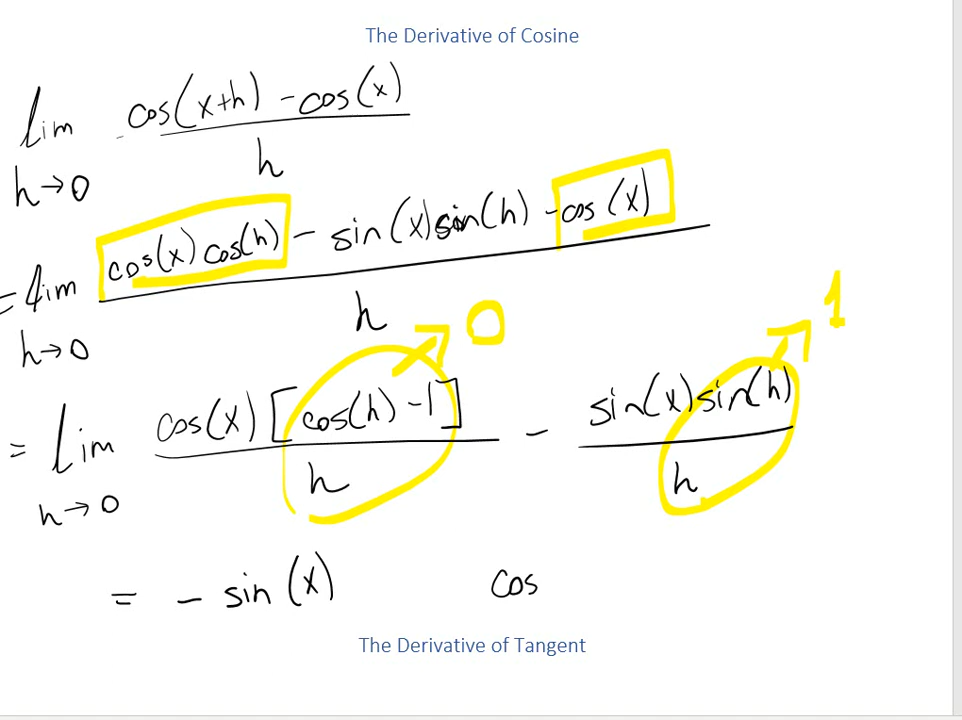 The Derivative of Cosine
lim h→0 cos(x+h) - cos(x) / h
= lim h→0 cos(x) cos(h) - sin(x) sin(h) - cos(x) / h
0
1
= lim h→0 cos(x) [cos(h) - 1] / h - sin(x) sin(h) / h
= - sin(x) cos
The Derivative of Tangent